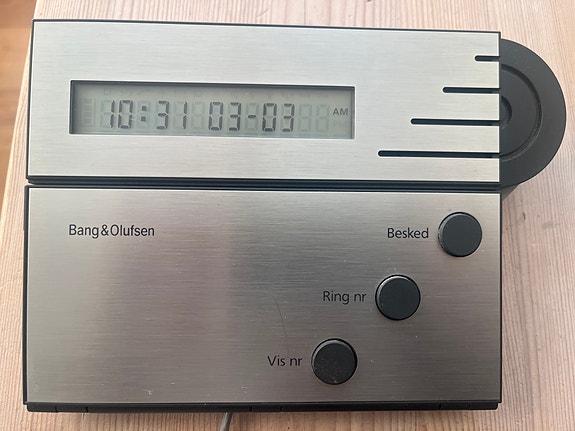 10:31 03-03 AM
Bang&Olufsen
Besked
Ring nr
Vis nr